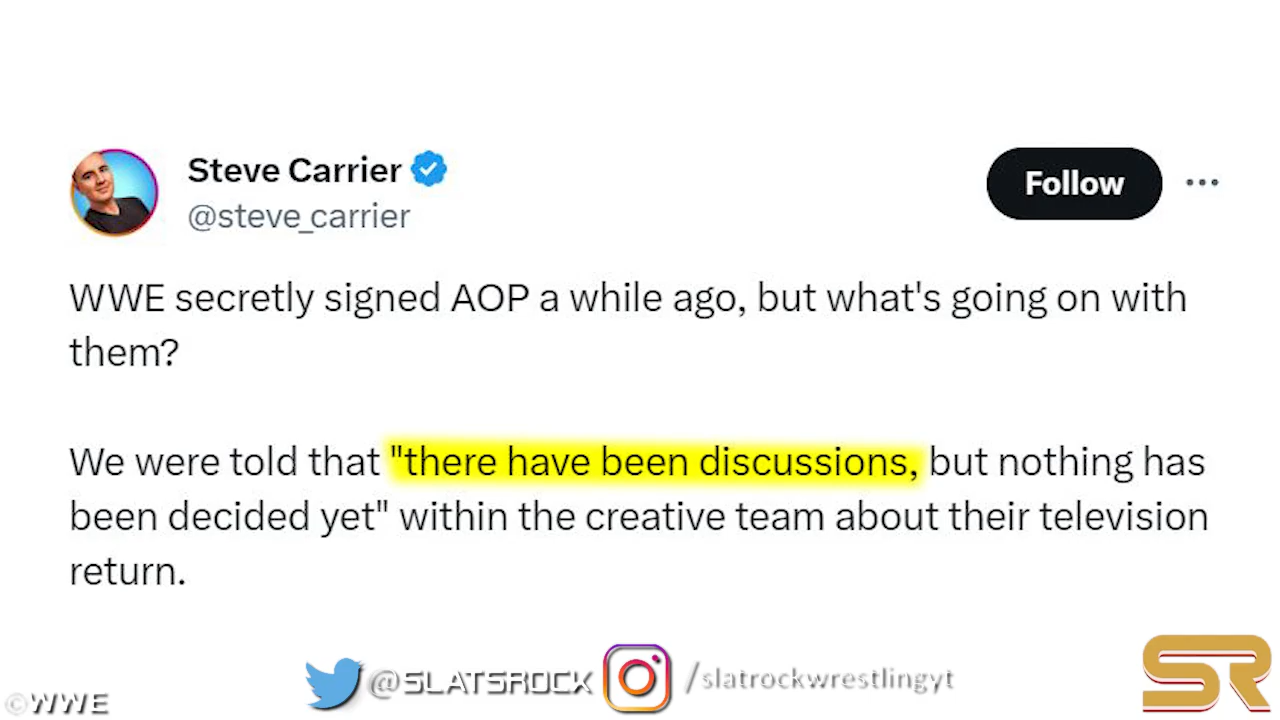 Steve Carrier
@steve_carrier
Follow
WWE secretly signed AOP a while ago, but what's going on with
them?
We were told that "there have been discussions, but nothing has
been decided yet" within the creative team about their television
return.
@SLATSROCK
/slatrockwrestlingyt
SR
©WWE